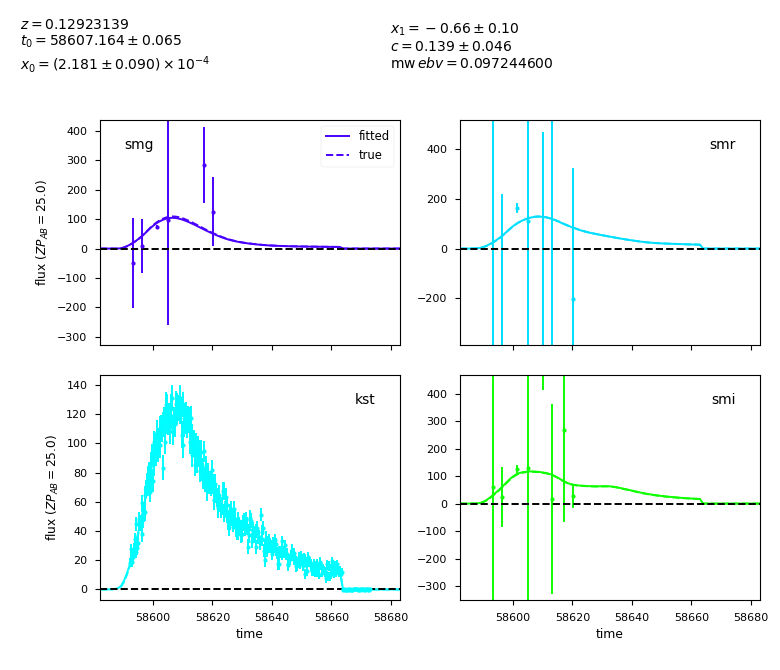 z = 0.12923139
t0 = 58607.164 ± 0.065
x0 = (2.181 ± 0.090) × 10^−4
x1 = −0.66 ± 0.10
c = 0.139 ± 0.046
mwebv = 0.097244600
smg
fitted
true
400
300
200
100
0
−100
−200
−300
flux (ZP_AB = 25.0)
smr
400
200
0
−200
kst
140
120
100
80
60
40
20
0
flux (ZP_AB = 25.0)
58600 58620 58640 58660 58680
time
smi
400
300
200
100
0
−100
−200
−300
58600 58620 58640 58660 58680
time